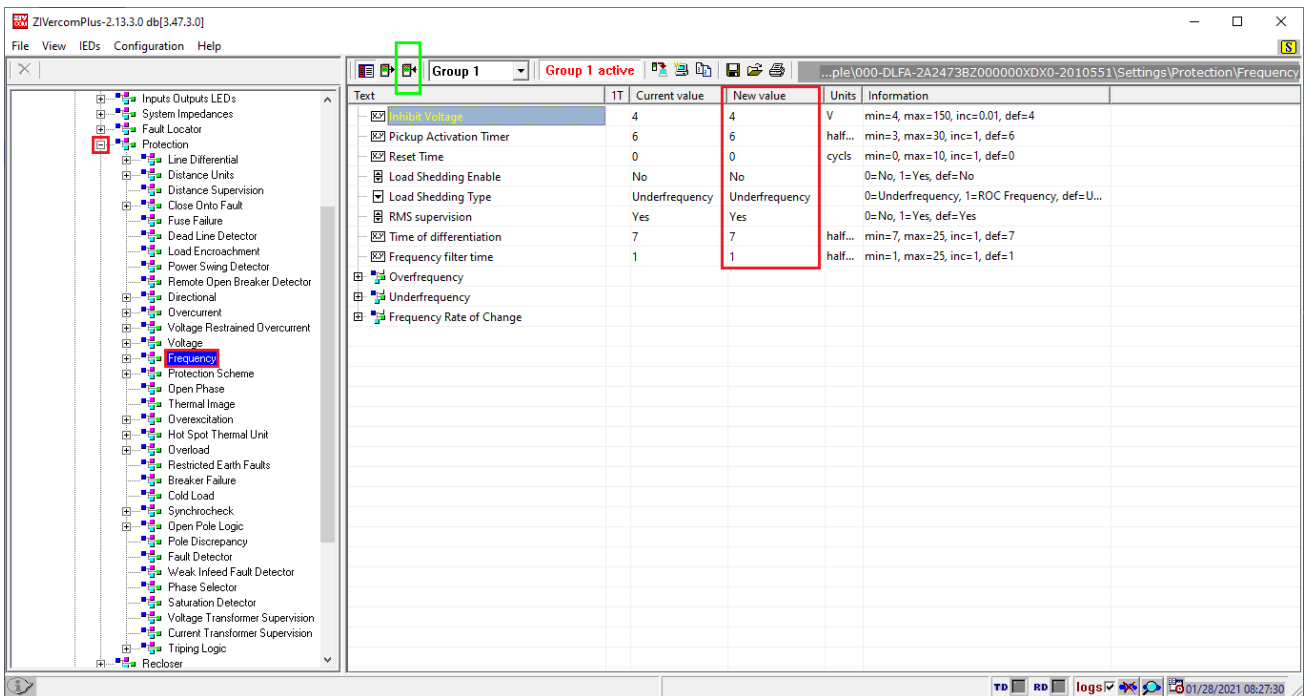 ZIVercomPlus-2.13.3.0 db[3.47.3.0]
File View IEDs Configuration Help
S
Group 1
Group 1 active
...ple\000-DLFA-2A2473BZ000000XDX0-2010551\Settings\Protection\Frequency
Inputs Outputs LEDs
System Impedances
Fault Locator
Protection
Line Differential
Distance Units
Distance Supervision
Close Onto Fault
Fuse Failure
Dead Line Detector
Load Encroachment
Power Swing Detector
Remote Open Breaker Detector
Directional
Overcurrent
Voltage Restrained Overcurrent
Voltage
Frequency
Protection Scheme
Open Phase
Thermal Image
Overexcitation
Hot Spot Thermal Unit
Overload
Restricted Earth Faults
Breaker Failure
Cold Load
Synchrocheck
Open Pole Logic
Pole Discrepancy
Fault Detector
Weak Infeed Fault Detector
Phase Selector
Saturation Detector
Voltage Transformer Supervision
Current Transformer Supervision
Triping Logic
Recloser
Text 1T Current value New value Units Information
Inhibit Voltage 4 4 V min=4, max=150, inc=0.01, def=4
Pickup Activation Timer 6 6 half... min=3, max=30, inc=1, def=6
Reset Time 0 0 cycls min=0, max=10, inc=1, def=0
Load Shedding Enable No No 0=No, 1=Yes, def=No
Load Shedding Type Underfrequency Underfrequency 0=Underfrequency, 1=ROC Frequency, def=U...
RMS supervision Yes Yes 0=No, 1=Yes, def=Yes
Time of differentiation 7 7 half... min=7, max=25, inc=1, def=7
Frequency filter time 1 1 half... min=1, max=25, inc=1, def=1
Overfrequency
Underfrequency
Frequency Rate of Change
TD RD logs 01/28/2021 08:27:30